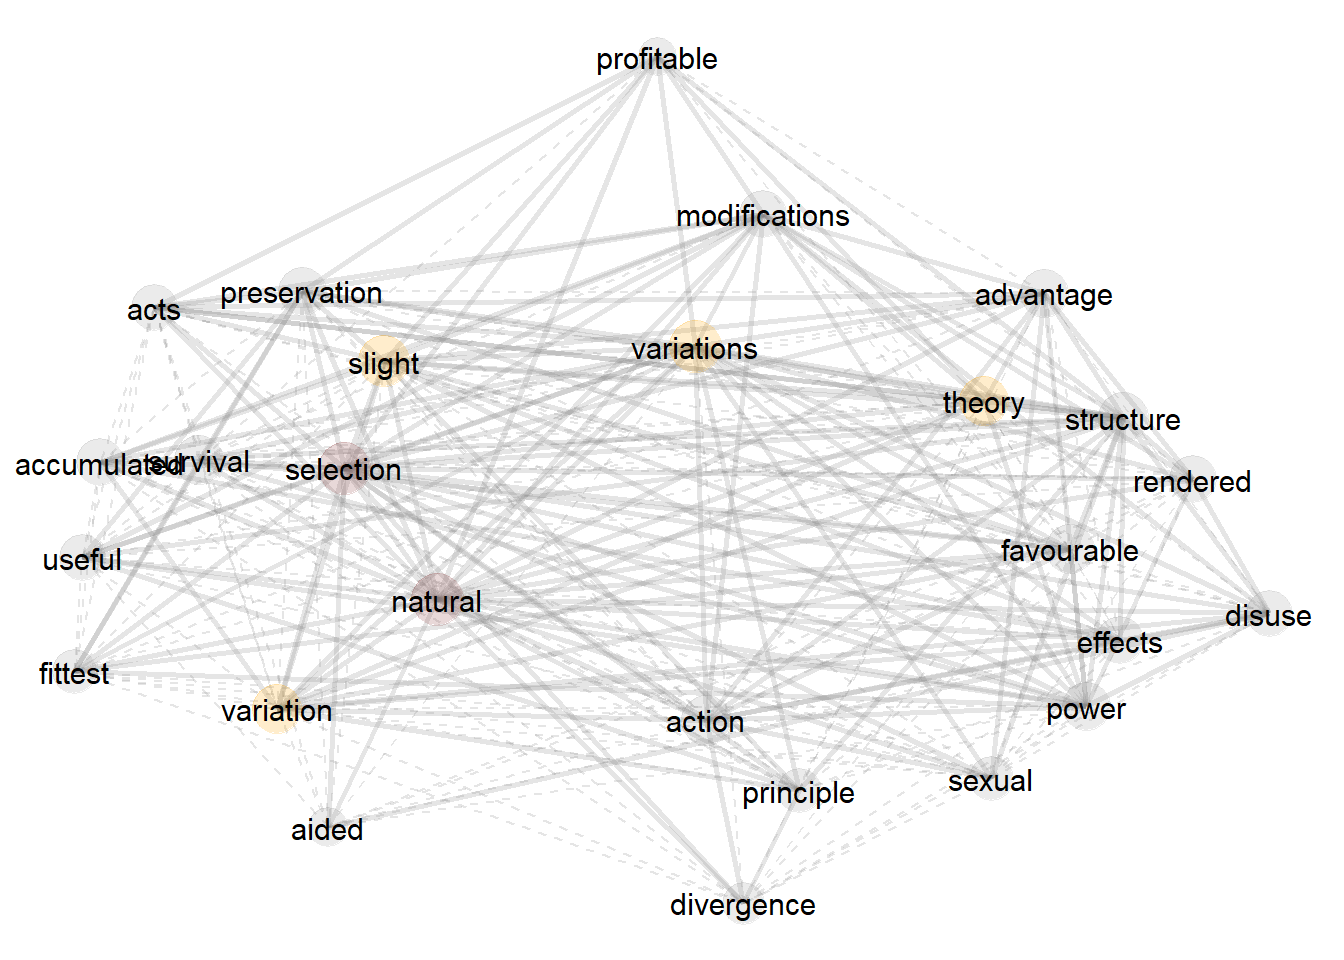 profitable
modifications
preservation
advantage
acts
variations
slight
theory
structure
accumulated
survival
selection
rendered
favourable
useful
natural
disuse
effects
fittest
variation
power
action
sexual
principle
aided
divergence